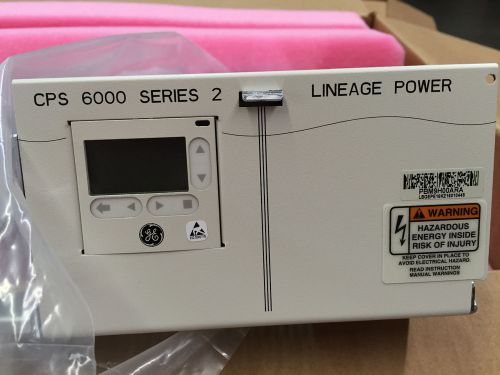 CPS 6000 SERIES 2
LINEAGE POWER
PBM9H00ARA
WARNING
HAZARDOUS
ENERGY INSIDE
RISK OF INJURY
KEEP COVER IN PLACE TO
AVOID ELECTRICAL HAZARD.
READ INSTRUCTION
MANUAL WARNINGS